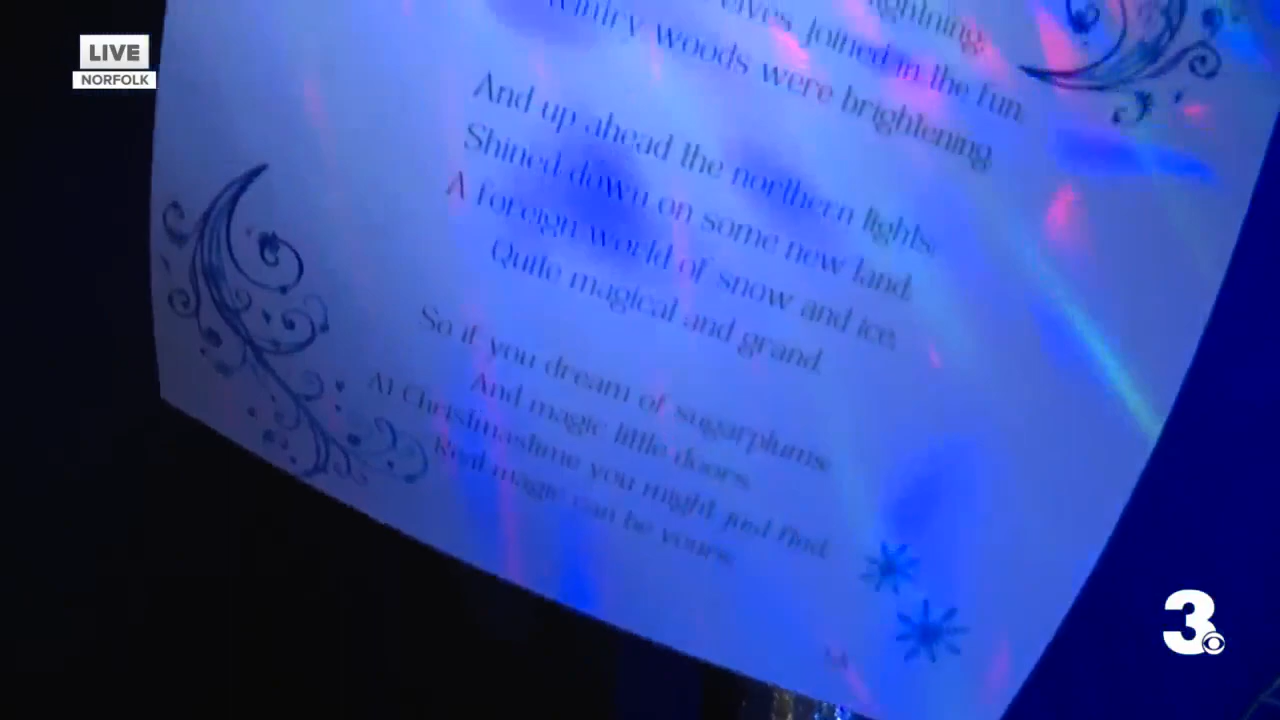 LIVE
NORFOLK
lightning.
elves, joined in the fun.
wintry woods were brightening.
And up ahead the northern lights,
Shined down on some new land.
A foreign world of snow and ice,
Quite magical and grand.
So if you dream of sugarplums
And magic little doors,
At Christmastime you might just find
Real magic can be yours.
3